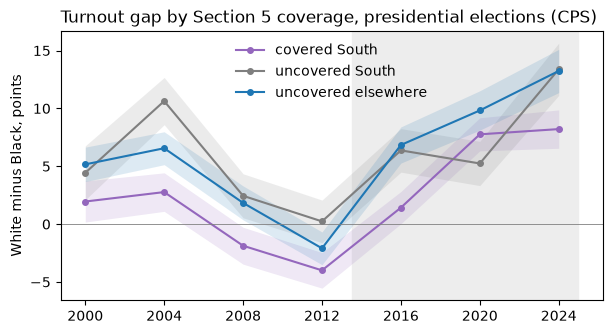 Turnout gap by Section 5 coverage, presidential elections (CPS)
White minus Black, points
15
10
5
0
−5
covered South
uncovered South
uncovered elsewhere
2000 2004 2008 2012 2016 2020 2024